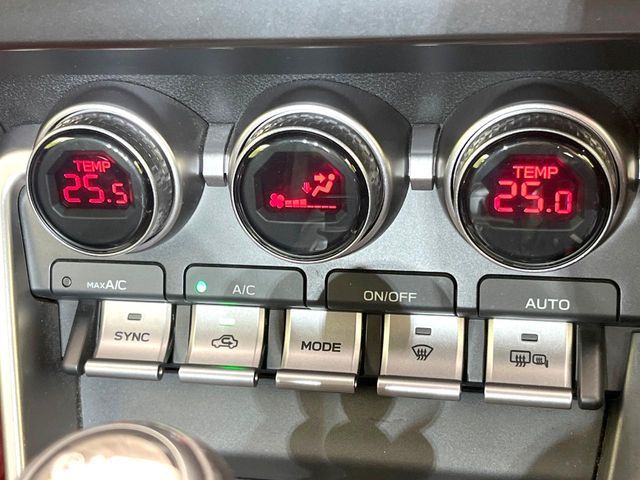 TEMP
25.5
TEMP
25.0
MAX A/C
A/C
ON/OFF
AUTO
SYNC
MODE